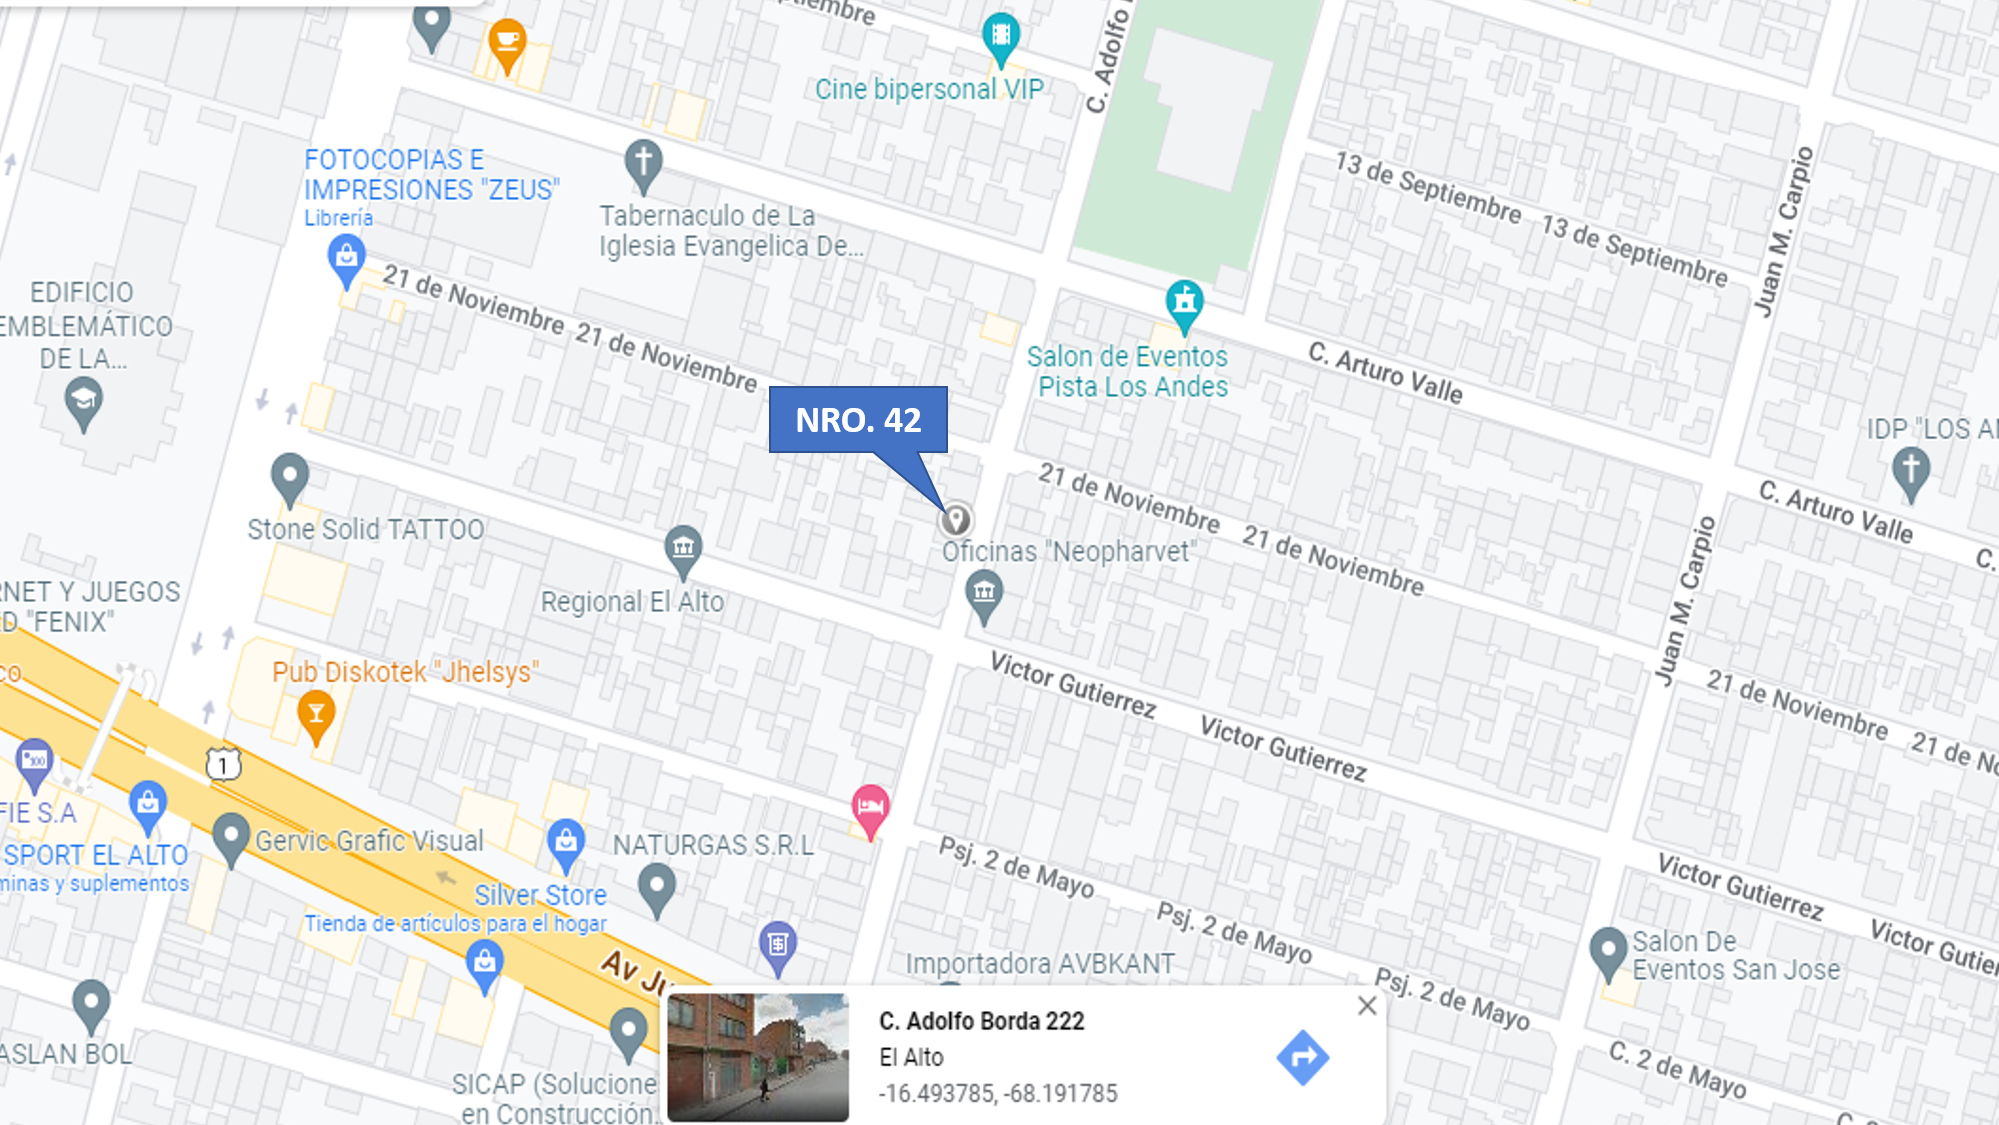 ptiembre
C. Adolfo
Cine bipersonal VIP
FOTOCOPIAS E
IMPRESIONES "ZEUS"
Librería
Tabernaculo de La
Iglesia Evangelica De...
13 de Septiembre
13 de Septiembre
Juan M. Carpio
EDIFICIO
EMBLEMÁTICO
DE LA...
21 de Noviembre
21 de Noviembre
Salon de Eventos
Pista Los Andes
C. Arturo Valle
NRO. 42
IDP "LOS A
21 de Noviembre
21 de Noviembre
C. Arturo Valle
C.
Stone Solid TATTOO
Oficinas "Neopharvet"
Regional El Alto
Juan M. Carpio
RNET Y JUEGOS
D "FENIX"
co
Pub Diskotek "Jhelsys"
Victor Gutierrez
Victor Gutierrez
21 de Noviembre
21 de No
1
100
FIE S.A
SPORT EL ALTO
minas y suplementos
Gervic Grafic Visual
NATURGAS S.R.L
Silver Store
Tienda de artículos para el hogar
Psj. 2 de Mayo
Psj. 2 de Mayo
Psj. 2 de Mayo
Victor Gutierrez
Victor Gutier
Salon De
Eventos San Jose
Importadora AVBKANT
Av Ju
ASLAN BOL
SICAP (Solucione
en Construcción...
C. Adolfo Borda 222
El Alto
-16.493785, -68.191785
C. 2 de Mayo
C. 2